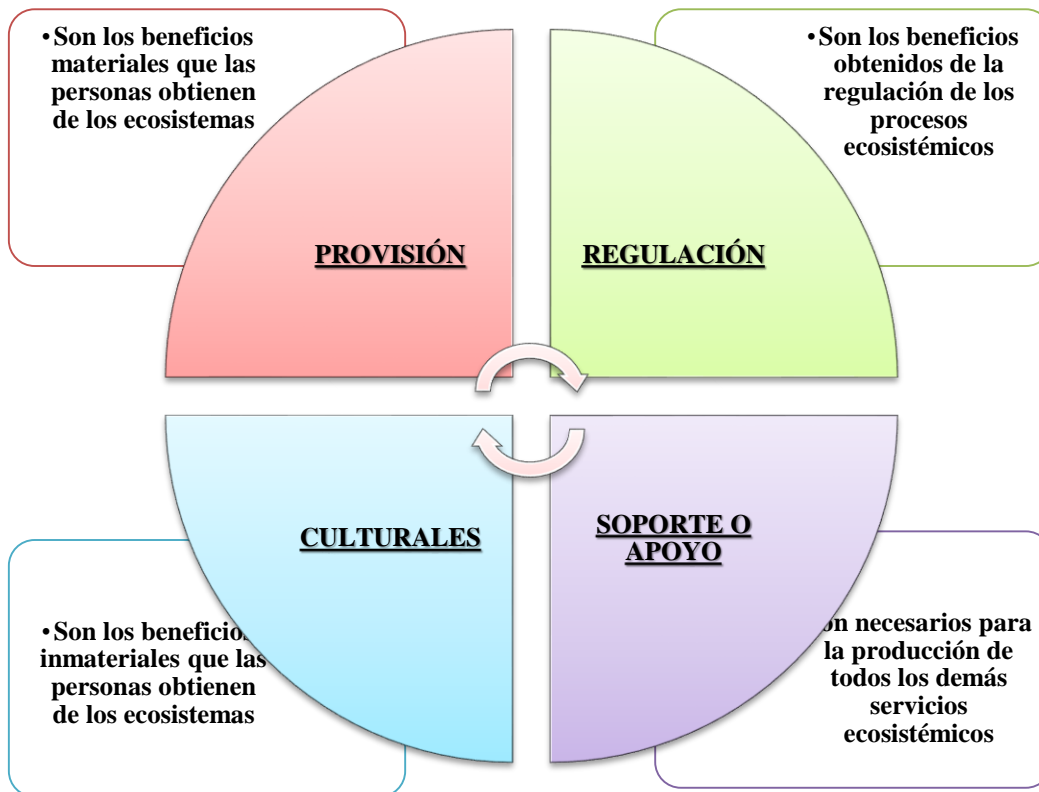 •Son los beneficios
materiales que las
personas obtienen
de los ecosistemas
PROVISIÓN
•Son los beneficios
obtenidos de la
regulación de los
procesos
ecosistémicos
REGULACIÓN
CULTURALES
•Son los beneficios
inmateriales que las
personas obtienen
de los ecosistemas
SOPORTE O
APOYO
necesarios para
la producción de
todos los demás
servicios
ecosistémicos